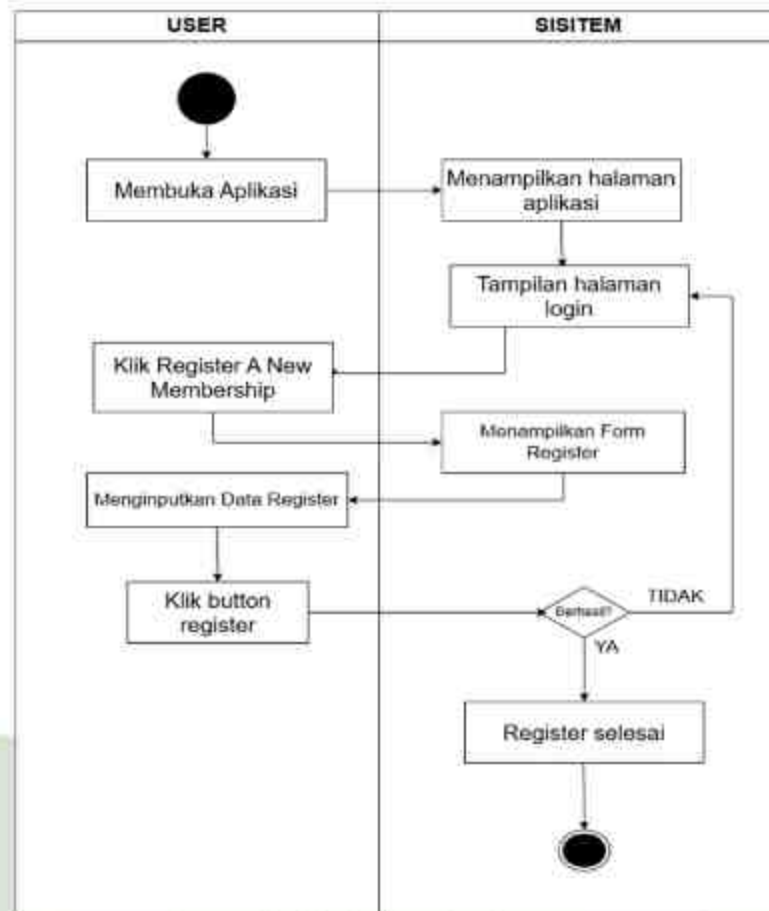 USER
SISITEM
Membuka Aplikasi
Menampilkan halaman
aplikasi
Tampilan halaman
login
Klik Register A New
Membership
Menampilkan Form
Register
Menginputkan Data Register
Klik button
register
Berhasil?
TIDAK
YA
Register selesai